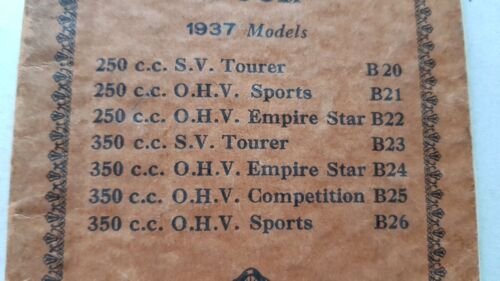 1937 Models
250 c.c. S.V. Tourer B20
250 c.c. O.H.V. Sports B21
250 c.c. O.H.V. Empire Star B22
350 c.c. S.V. Tourer B23
350 c.c. O.H.V. Empire Star B24
350 c.c. O.H.V. Competition B25
350 c.c. O.H.V. Sports B26